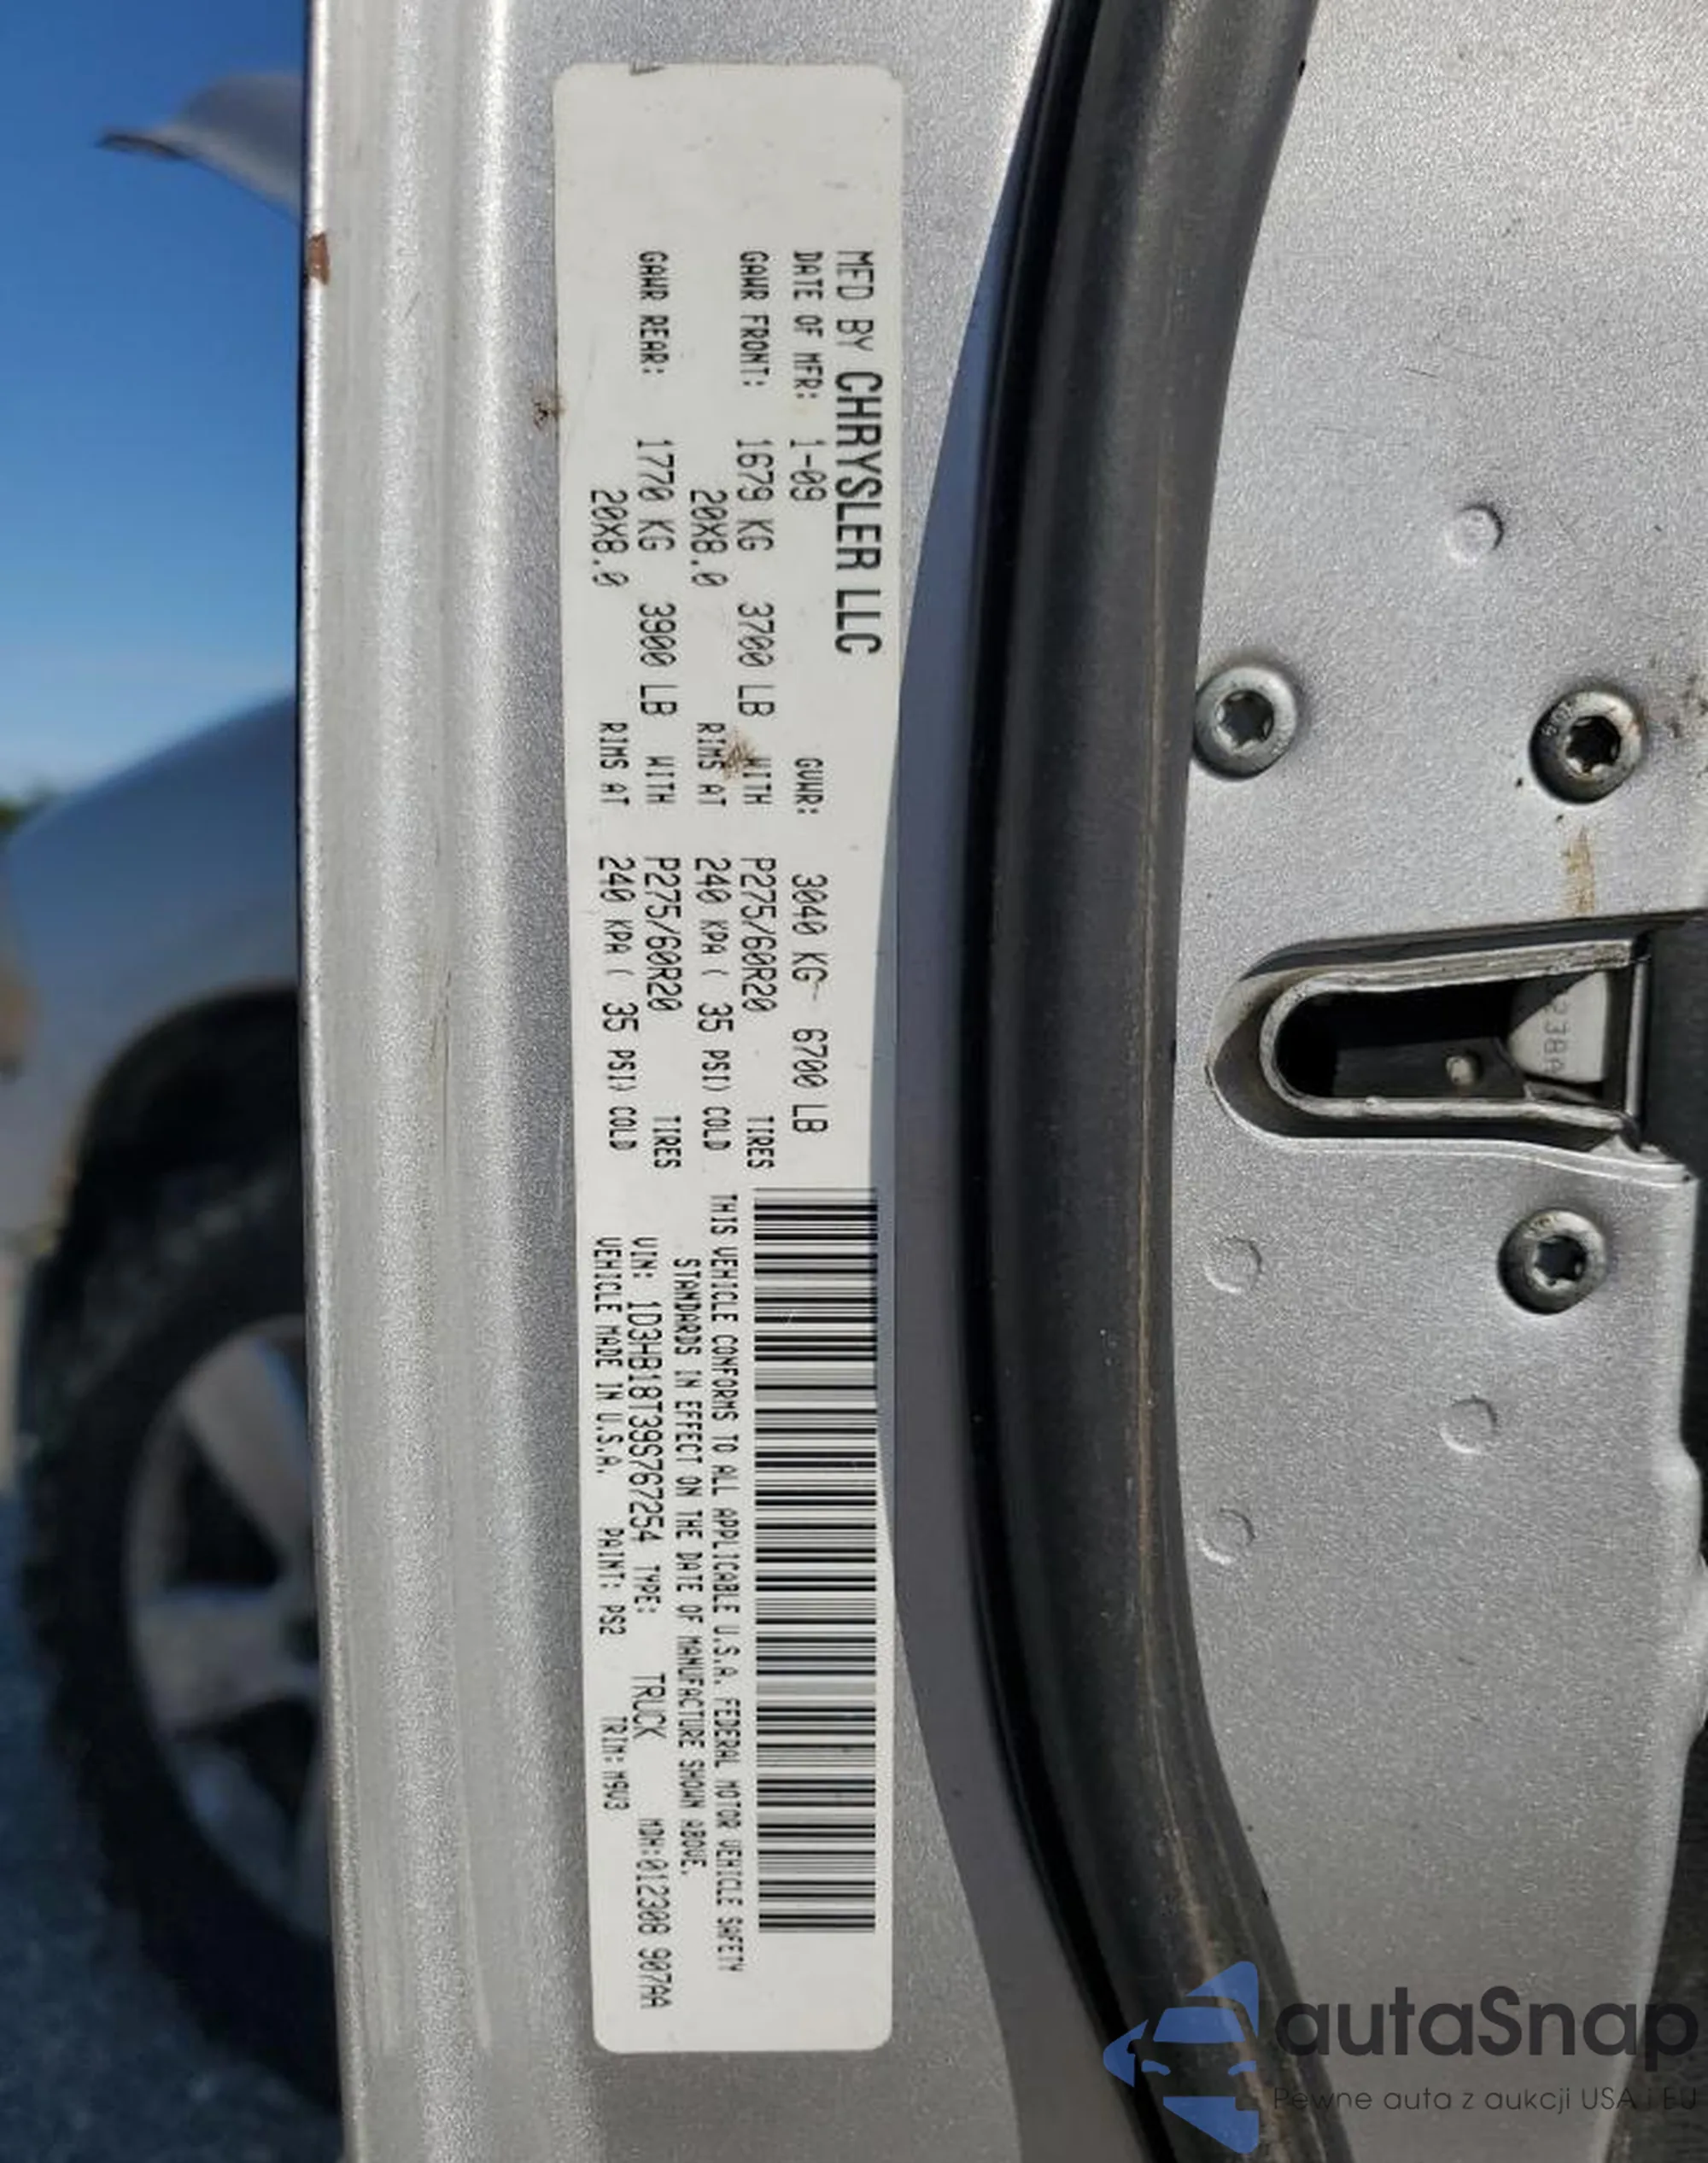 MFD BY CHRYSLER LLC
DATE OF MFR: 1-09 GVWR: 3040 KG 6700 LB
GAWR FRONT: 1679 KG 3700 LB WITH P275/60R20 TIRES
20X8.0 RIMS AT 240 KPA ( 35 PSI) COLD
GAWR REAR: 1770 KG 3900 LB WITH P275/60R20 TIRES
20X8.0 RIMS AT 240 KPA ( 35 PSI) COLD
THIS VEHICLE CONFORMS TO ALL APPLICABLE U.S.A. FEDERAL MOTOR VEHICLE SAFETY
STANDARDS IN EFFECT ON THE DATE OF MANUFACTURE SHOWN ABOVE.
VIN: 1D3HB18T39S767254 TYPE: TRUCK MDH:012308 907AA
VEHICLE MADE IN U.S.A. PAINT: PS2 TRIM: M9V3
autaSnap
Pewne auta z aukcji USA i EU